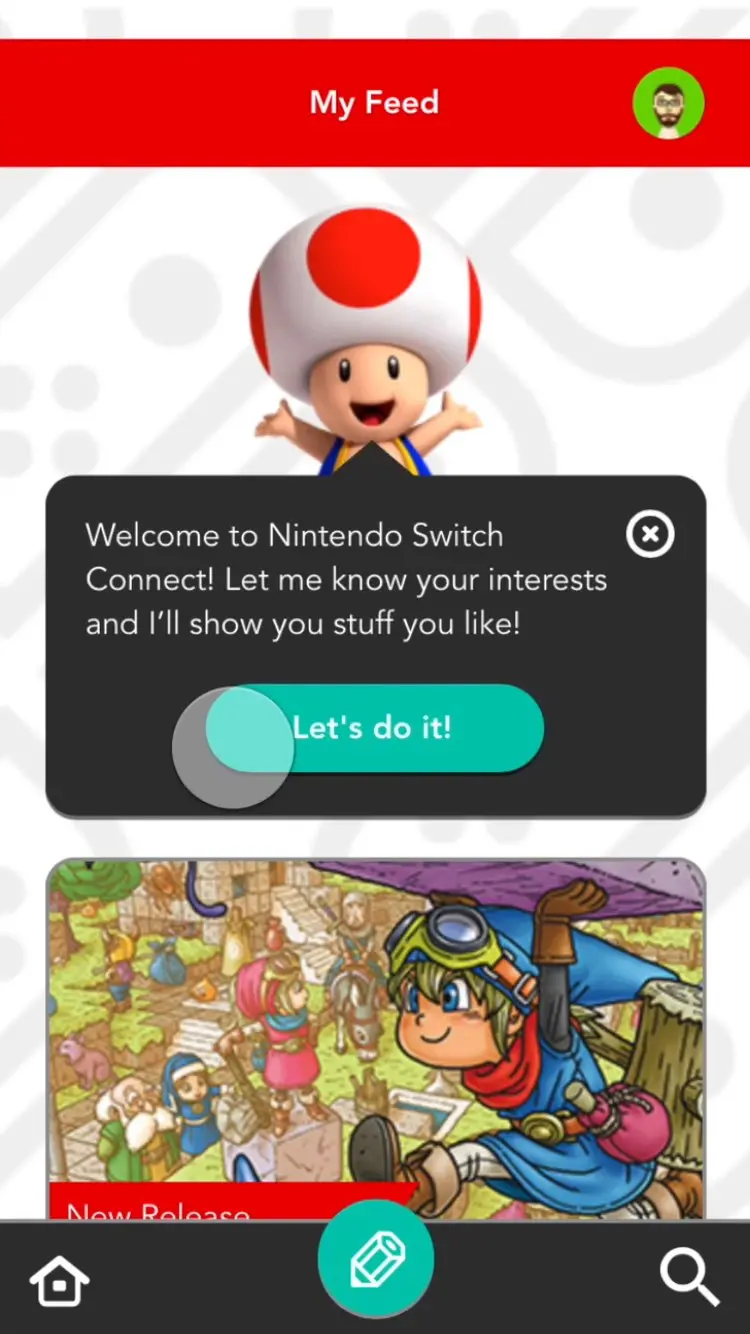 My Feed
Welcome to Nintendo Switch
Connect! Let me know your interests
and I’ll show you stuff you like!
Let's do it!
New Release